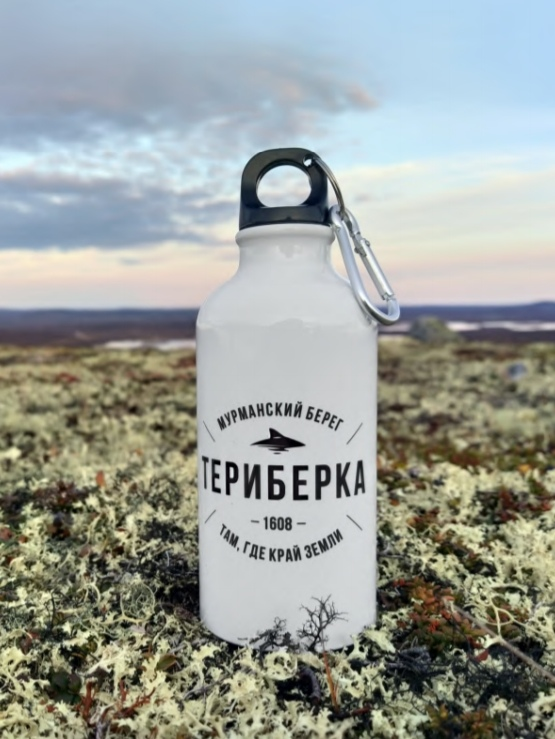 МУРМАНСКИЙ БЕРЕГ
ТЕРИБЕРКА
– 1608 –
ТАМ, ГДЕ КРАЙ ЗЕМЛИ